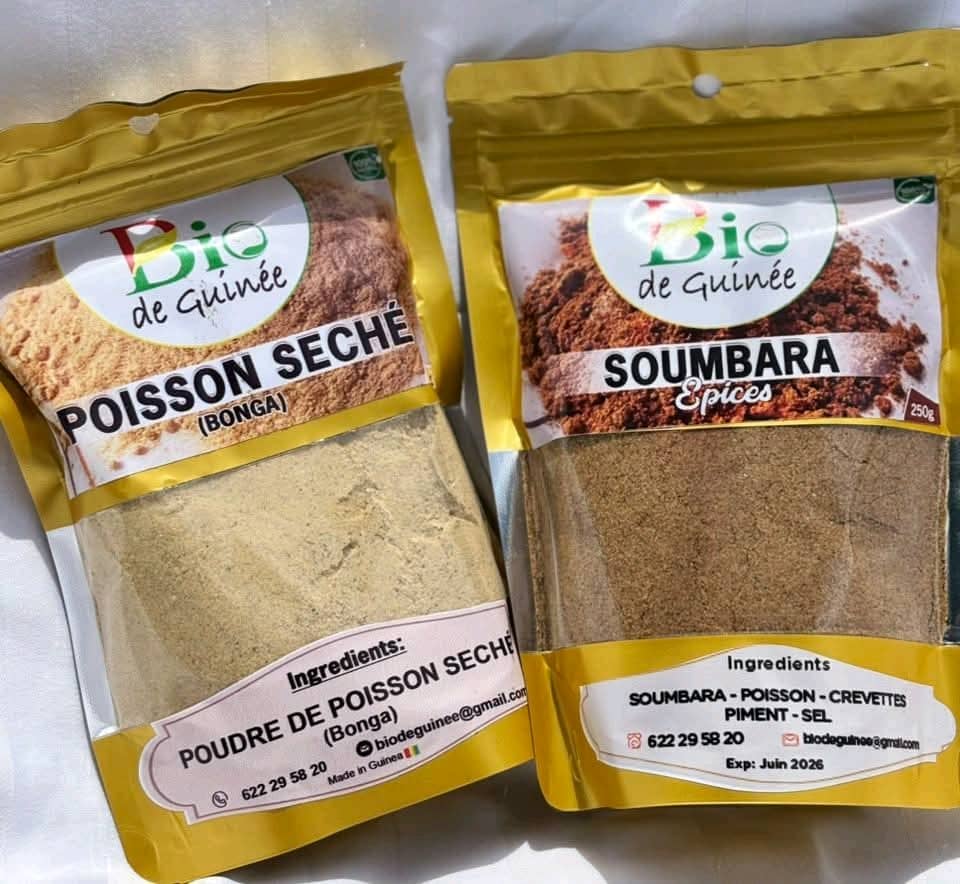 Bio
de Guinée
POISSON SECHÉ
(BONGA)
Ingredients:
POUDRE DE POISSON SECHÉ
(Bonga)
biodeguinee@gmail.com
622 29 58 20
Made in Guinea
Bio
de Guinée
SOUMBARA
Epices
250g
Ingredients
SOUMBARA - POISSON - CREVETTES
PIMENT - SEL
622 29 58 20 biodeguinee@gmail.com
Exp: Juin 2026